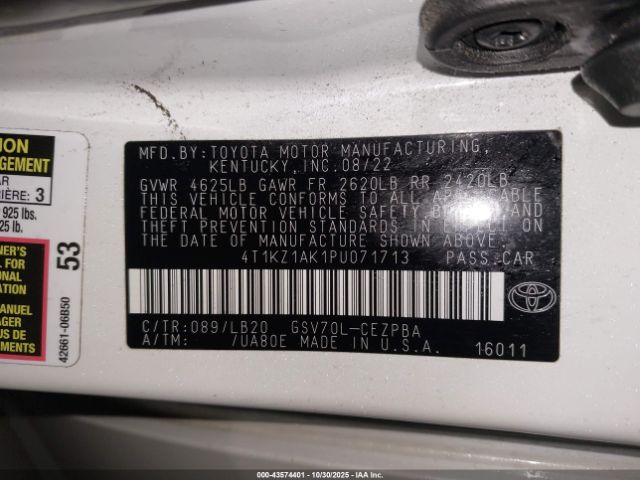 MFD.BY:TOYOTA MOTOR MANUFACTURING,
KENTUCKY,INC.08/22
GVWR 4625LB GAWR FR 2620LB RR 2420LB
THIS VEHICLE CONFORMS TO ALL APPLICABLE
FEDERAL MOTOR VEHICLE SAFETY, BUMPER, AND
THEFT PREVENTION STANDARDS IN EFFECT ON
THE DATE OF MANUFACTURE SHOWN ABOVE.
4T1KZ1AK1PU071713 PASS.CAR
C/TR:089/LB20 GSV70L-CEZPBA
A/TM: /UA80E MADE IN U.S.A. 16011
ION
GEMENT
AR
RIÈRE: 3
925 lbs.
25 lb.
NER'S
FOR
ONAL
ATION
MANUEL
AGER
US DE
EMENTS
53
42661-06B50
000-43574401 - 10/30/2025 - IAAI, Inc.